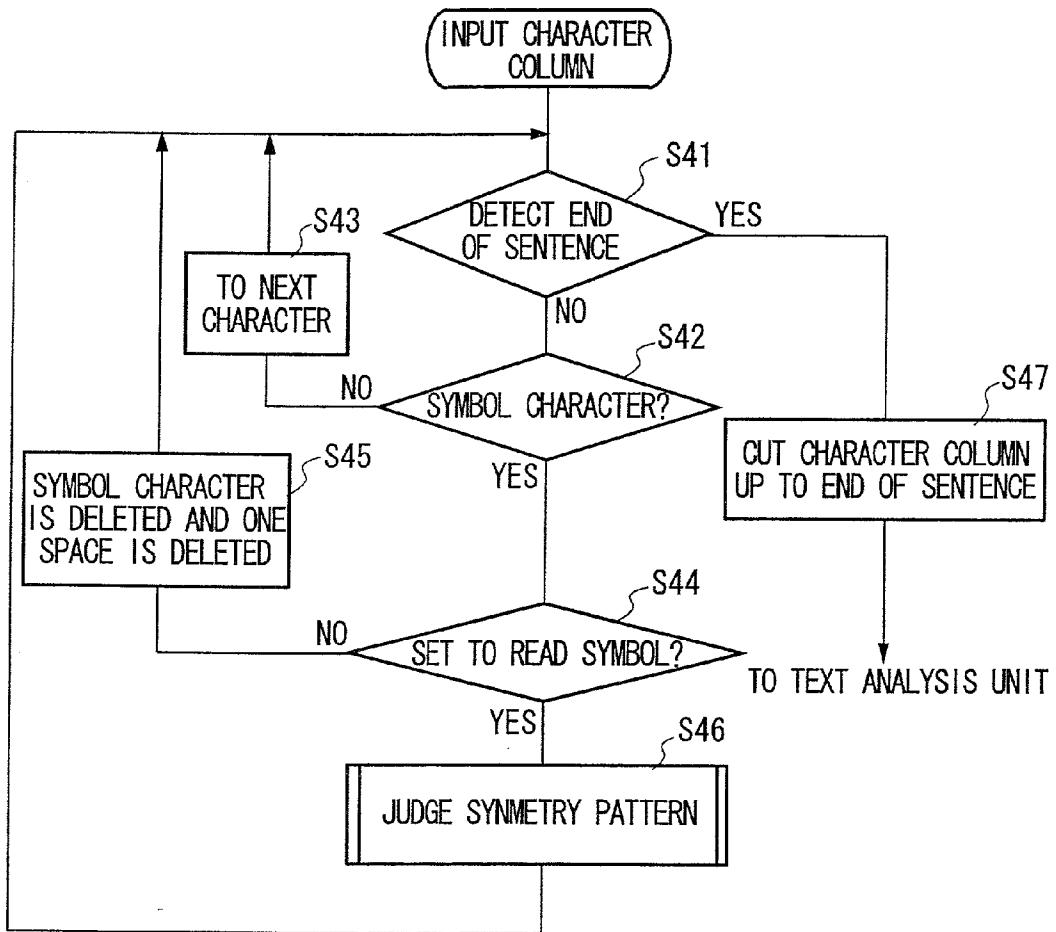 INPUT CHARACTER
COLUMN
S41
DETECT END
OF SENTENCE
YES
NO
S43
TO NEXT
CHARACTER
S42
SYMBOL CHARACTER?
NO
YES
S47
CUT CHARACTER COLUMN
UP TO END OF SENTENCE
S45
SYMBOL CHARACTER
IS DELETED AND ONE
SPACE IS DELETED
S44
SET TO READ SYMBOL?
NO
YES
TO TEXT ANALYSIS UNIT
S46
JUDGE SYNMETRY PATTERN